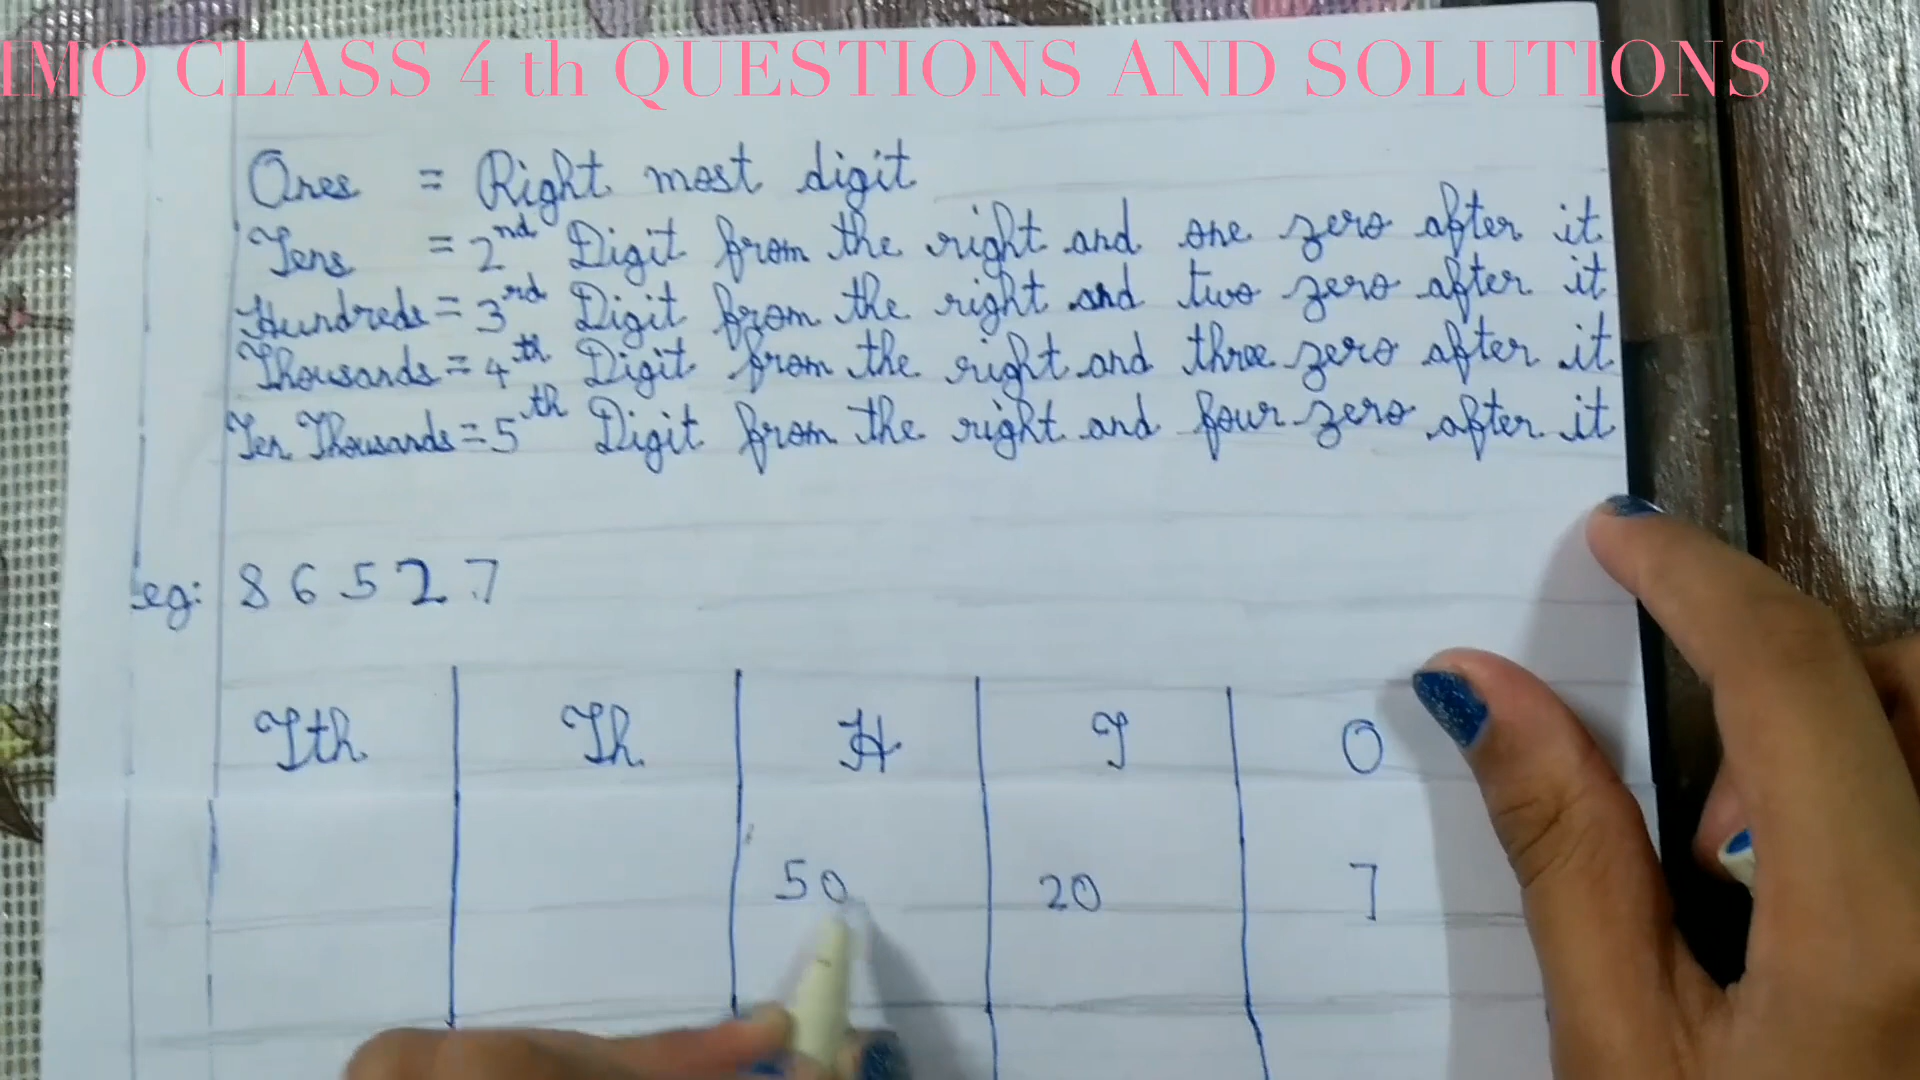 IMO CLASS 4 th QUESTIONS AND SOLUTIONS
Ones = Right most digit
Tens = 2nd Digit from the right and one zero after it
Hundreds = 3rd Digit from the right and two zero after it
Thousands = 4th Digit from the right and three zero after it
Ten Thousands = 5th Digit from the right and four zero after it
eg: 8 6 5 2 7
Tth Th H T O
50 20 7